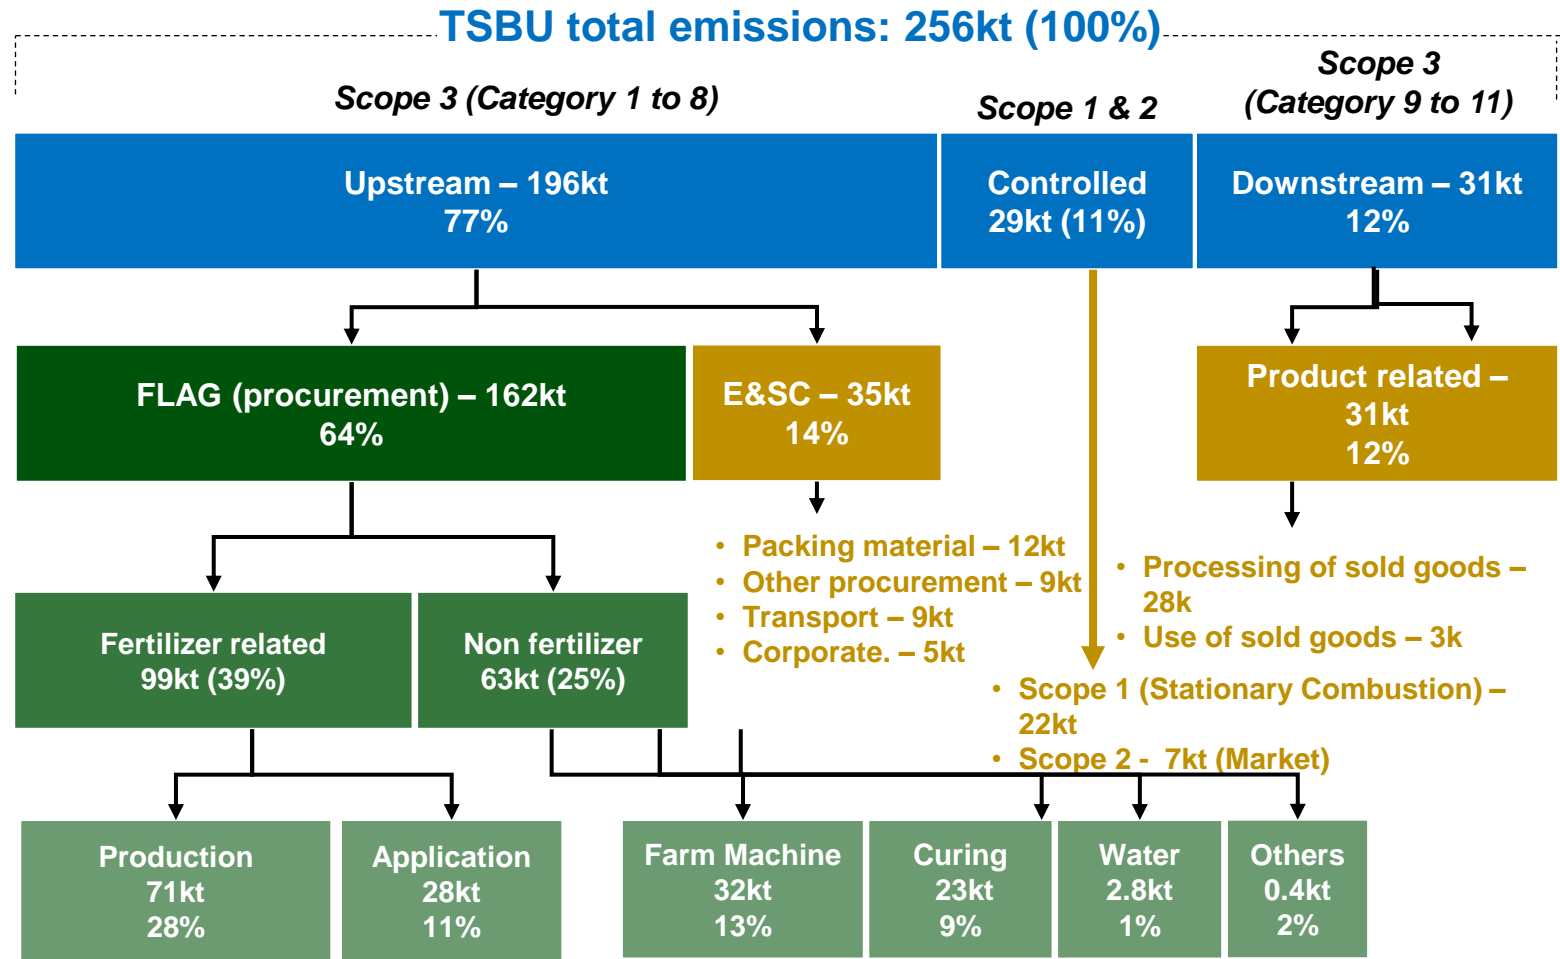 TSBU total emissions: 256kt (100%)
Scope 3 (Category 1 to 8)
Scope 1 & 2
Scope 3
(Category 9 to 11)
Upstream – 196kt
77%
Controlled
29kt (11%)
Downstream – 31kt
12%
FLAG (procurement) – 162kt
64%
E&SC – 35kt
14%
Product related –
31kt
12%
• Packing material – 12kt
• Other procurement – 9kt
• Transport – 9kt
• Corporate. – 5kt
• Processing of sold goods –
28k
• Use of sold goods – 3k
Fertilizer related
99kt (39%)
Non fertilizer
63kt (25%)
• Scope 1 (Stationary Combustion) –
22kt
• Scope 2 - 7kt (Market)
Production
71kt
28%
Application
28kt
11%
Farm Machine
32kt
13%
Curing
23kt
9%
Water
2.8kt
1%
Others
0.4kt
2%